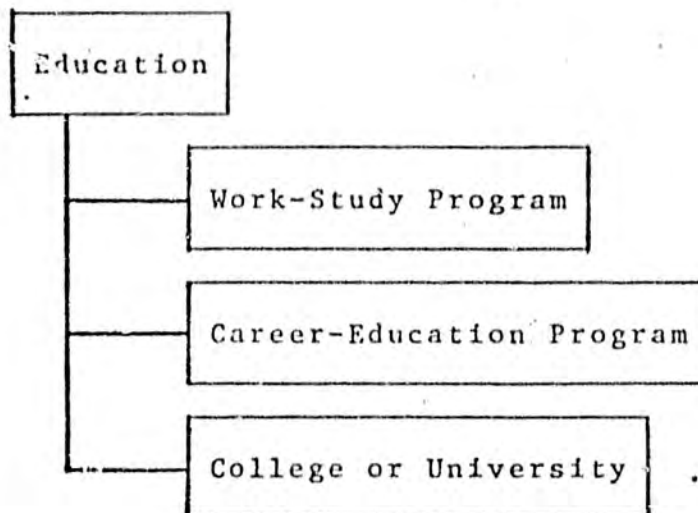 Education
Work-Study Program
Career-Education Program
College or University